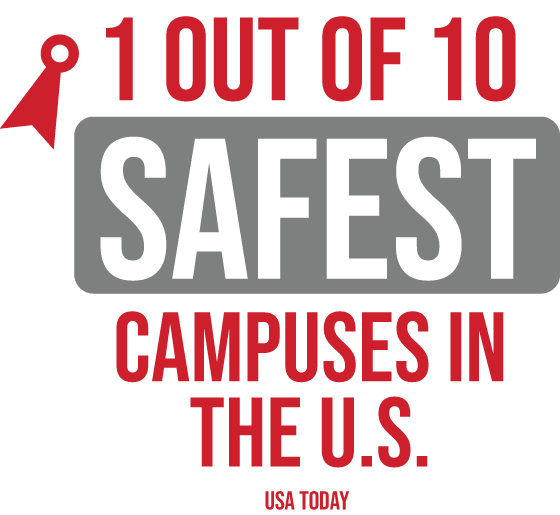 1 OUT OF 10
SAFEST
CAMPUSES IN
THE U.S.
USA TODAY